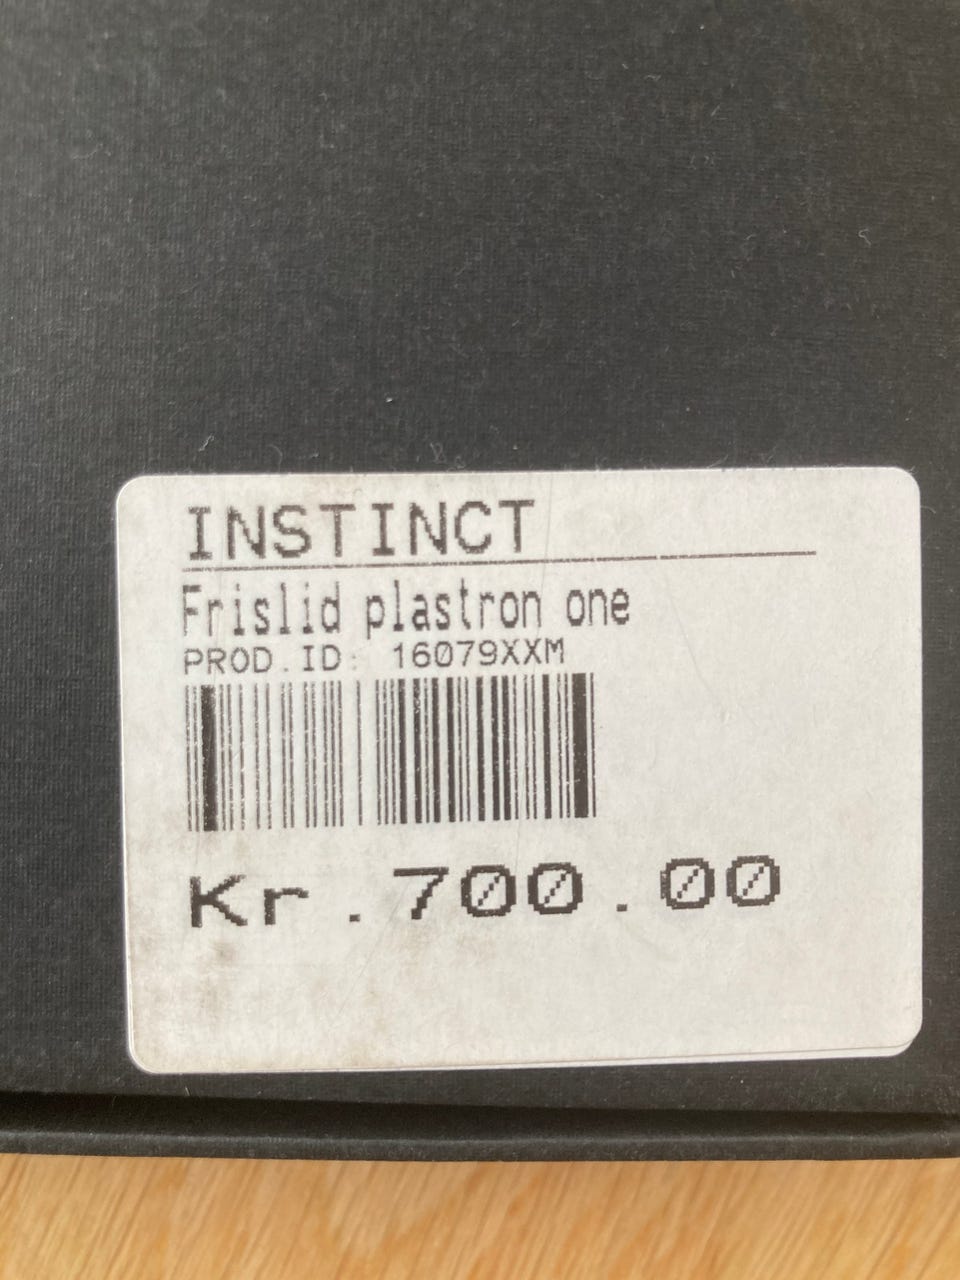 INSTINCT
Frislid plastron one
PROD.ID: 16079XXM
Kr.700.00